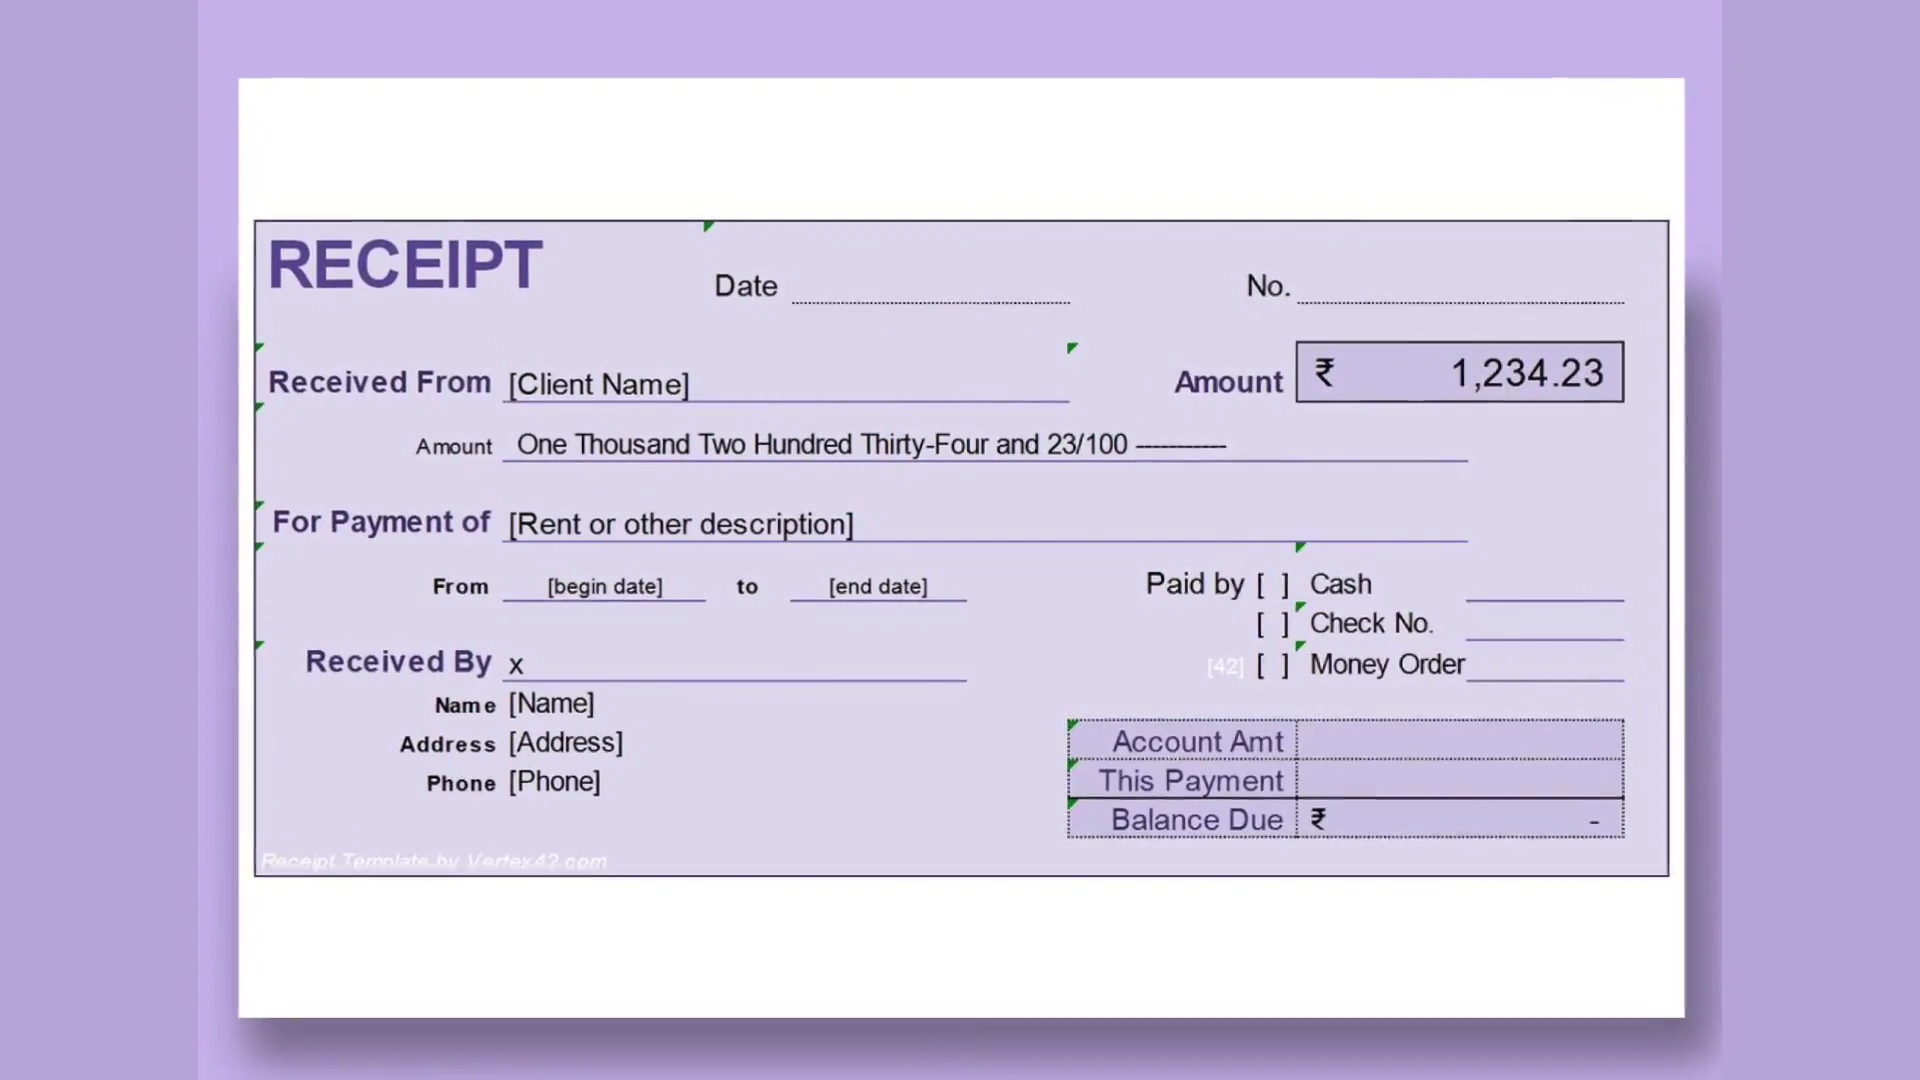 RECEIPT
Date
No.
Received From [Client Name]
Amount ₹ 1,234.23
Amount One Thousand Two Hundred Thirty-Four and 23/100 -----------
For Payment of [Rent or other description]
From [begin date] to [end date]
Paid by [ ] Cash
[ ] Check No.
[42] [ ] Money Order
Received By x
Name [Name]
Address [Address]
Phone [Phone]
Account Amt
This Payment
Balance Due ₹ -
Receipt Template by Vertex42.com